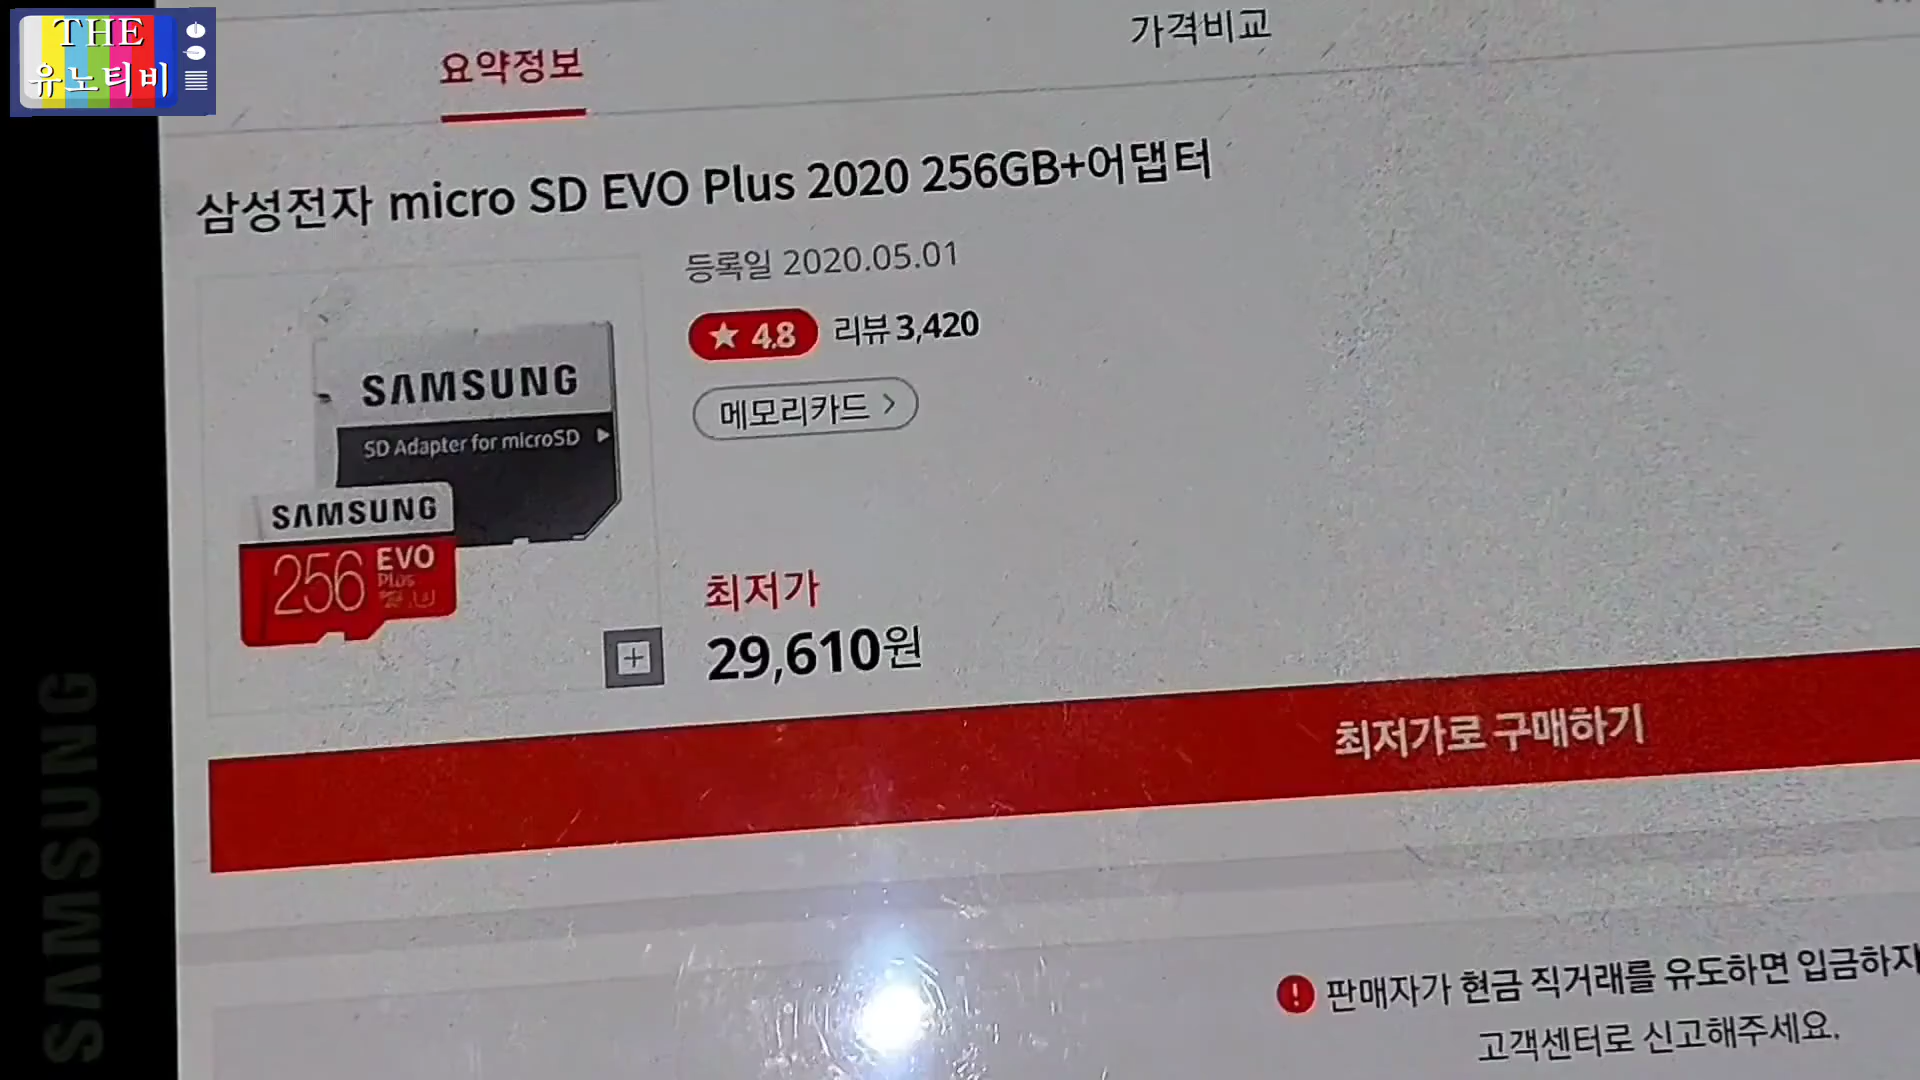 THE
유노티비
요약정보
가격비교
삼성전자 micro SD EVO Plus 2020 256GB+어댑터
등록일 2020.05.01
★ 4.8 리뷰 3,420
메모리카드 >
SAMSUNG
SD Adapter for microSD ▶
SAMSUNG
256 EVO
Plus
최저가
29,610원
최저가로 구매하기
판매자가 현금 직거래를 유도하면 입금하지
고객센터로 신고해주세요.
SAMSUNG